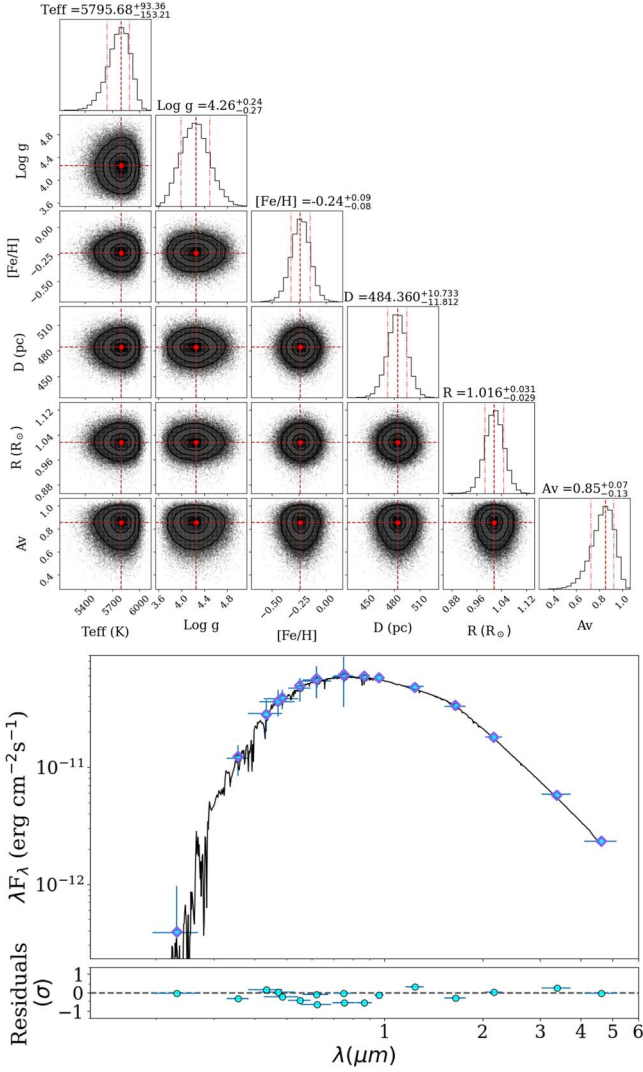 Teff =5795.68+93.36−153.21
Log g =4.26+0.24−0.27
Log g
4.8
4.4
4.0
3.6
[Fe/H]=-0.24+0.09−0.08
[Fe/H]
0.00
−0.25
−0.50
D = 484.360+10.733−11.812
D (pc)
510
480
450
R =1.016+0.031−0.029
R (R⊙)
1.12
1.04
0.96
0.88
Av =0.85+0.07−0.13
Av
1.0
0.8
0.6
0.4
5400 5700 6000 3.6 4.0 4.4 4.8 −0.50 −0.25 0.00 450 480 510 0.88 0.96 1.04 1.12 0.4 0.6 0.8 1.0
Teff (K) Log g [Fe/H] D (pc) R (R⊙) Av
λFλ (erg cm−2s−1)
10−11
10−12
Residuals
(σ)
1
0
−1
1 2 3 4 5 6
λ(μm)